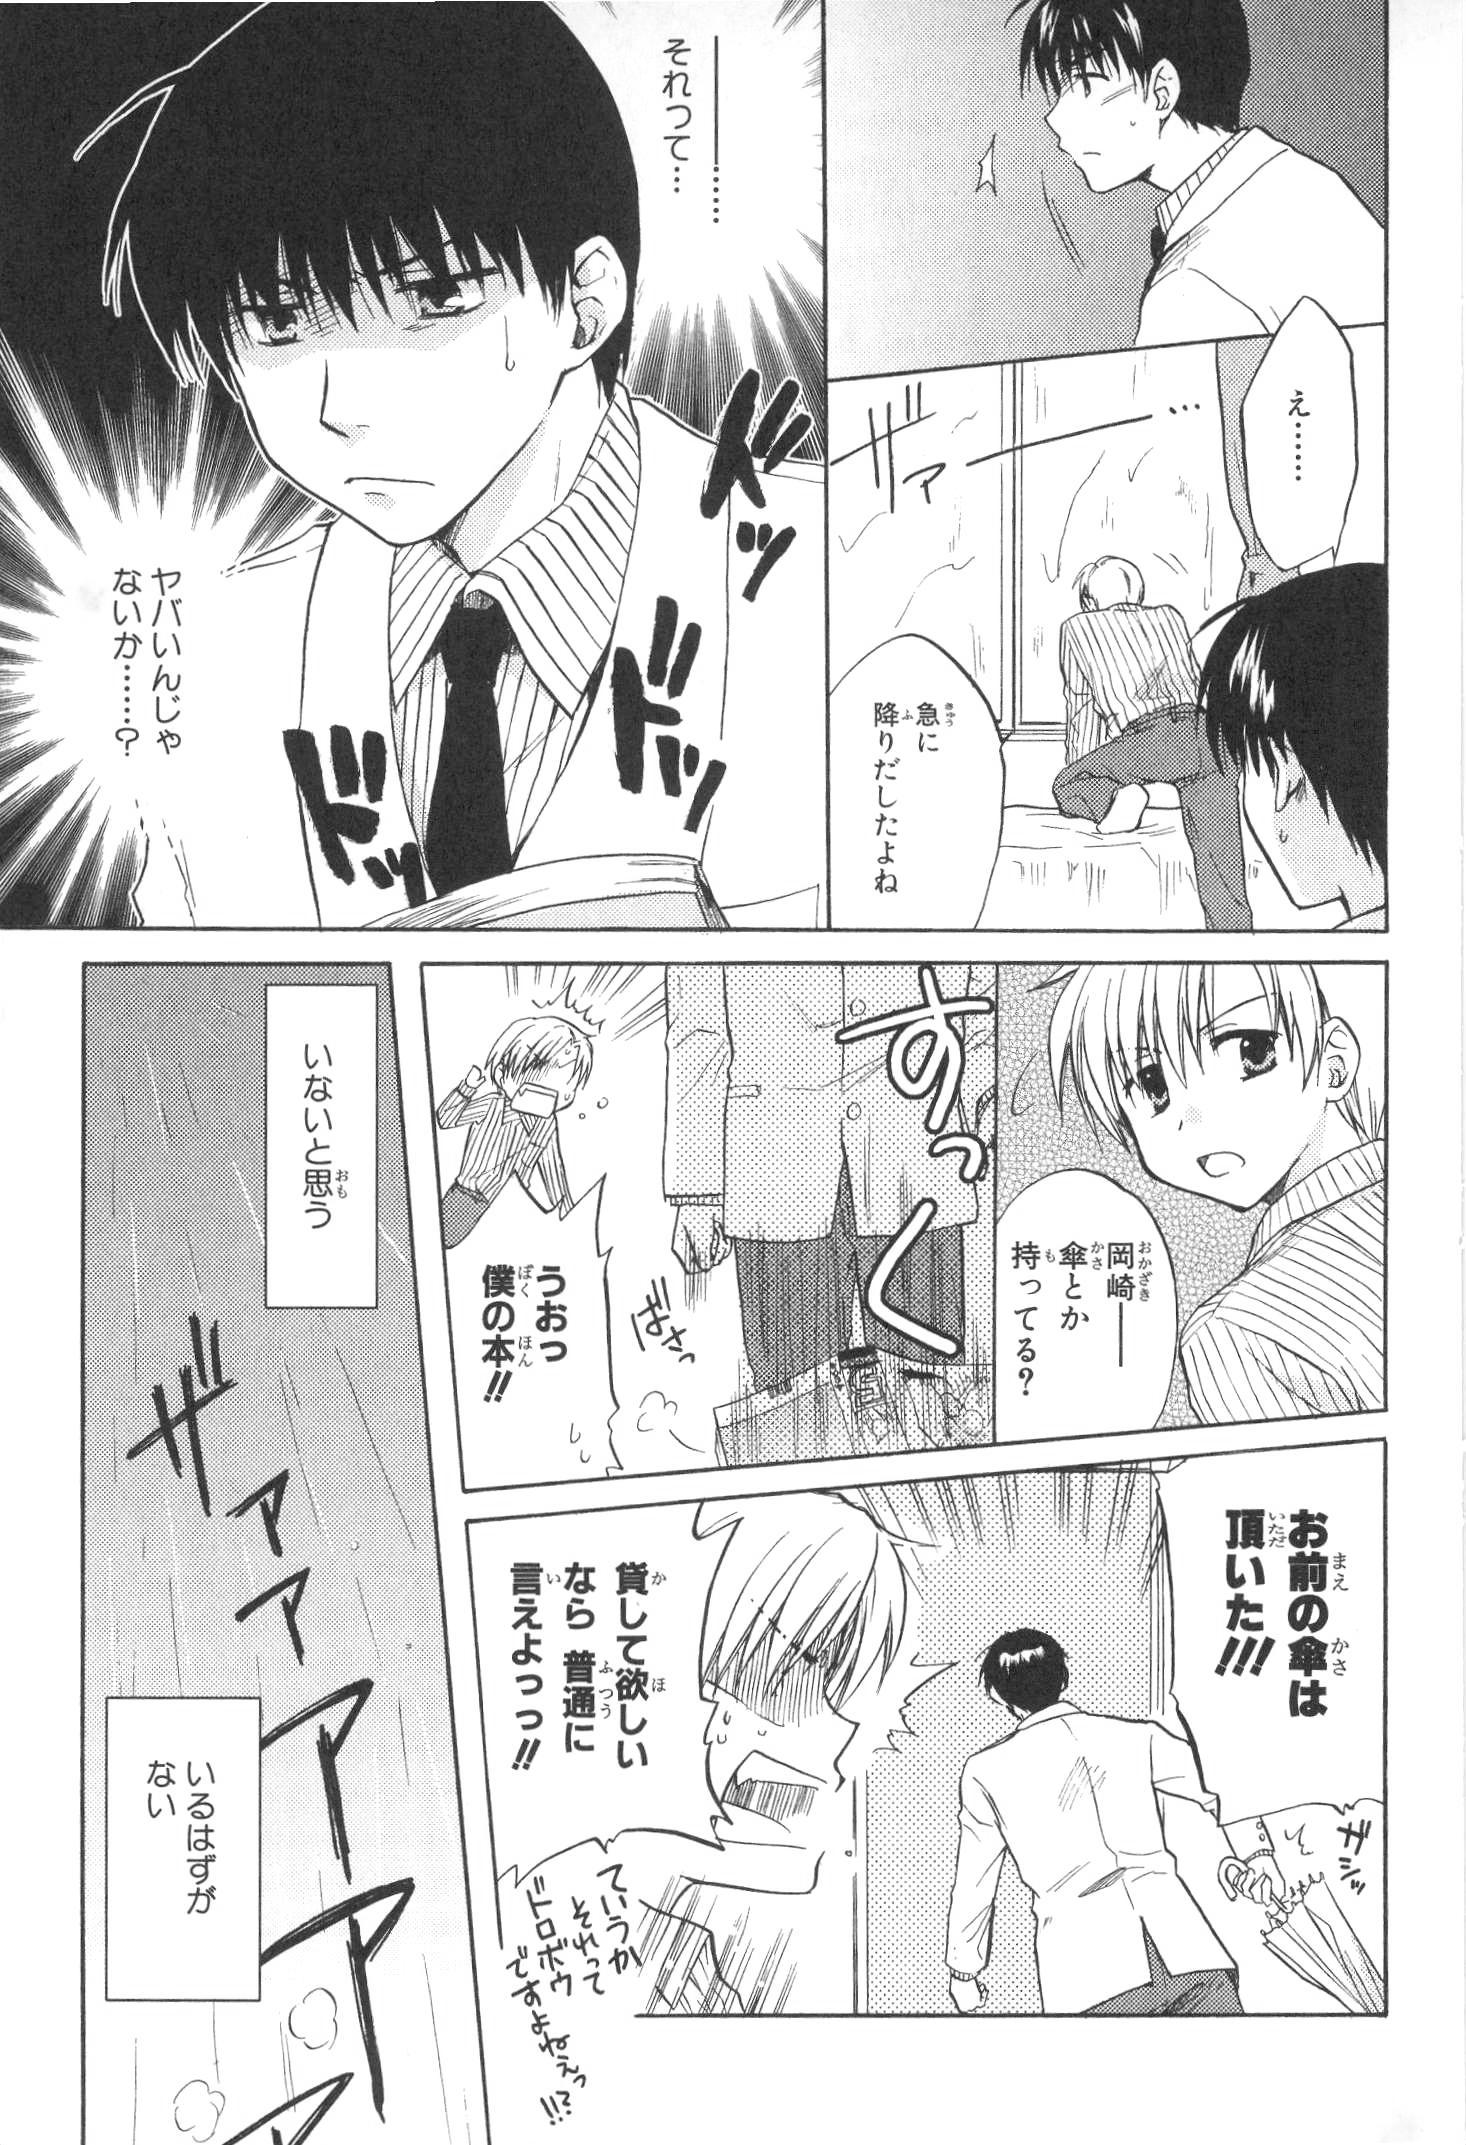 え……
ザァ
…
急に
降りだしたよね
――……
それって…
ドッ
ドッ
ドッ
ヤバいんじゃ
ないか……？
岡崎――
傘とか
持ってる？
すっく
ばさっ
うおっ
僕の本!!
お前の傘は
頂いた!!!
ガシッ
貸して欲しい
なら 普通に
言えよっっ!!
ていうか
それって
ドロボウ
ですよねえっ
!!?
いないと思う
ザァァァァァ
いるはずが
ない